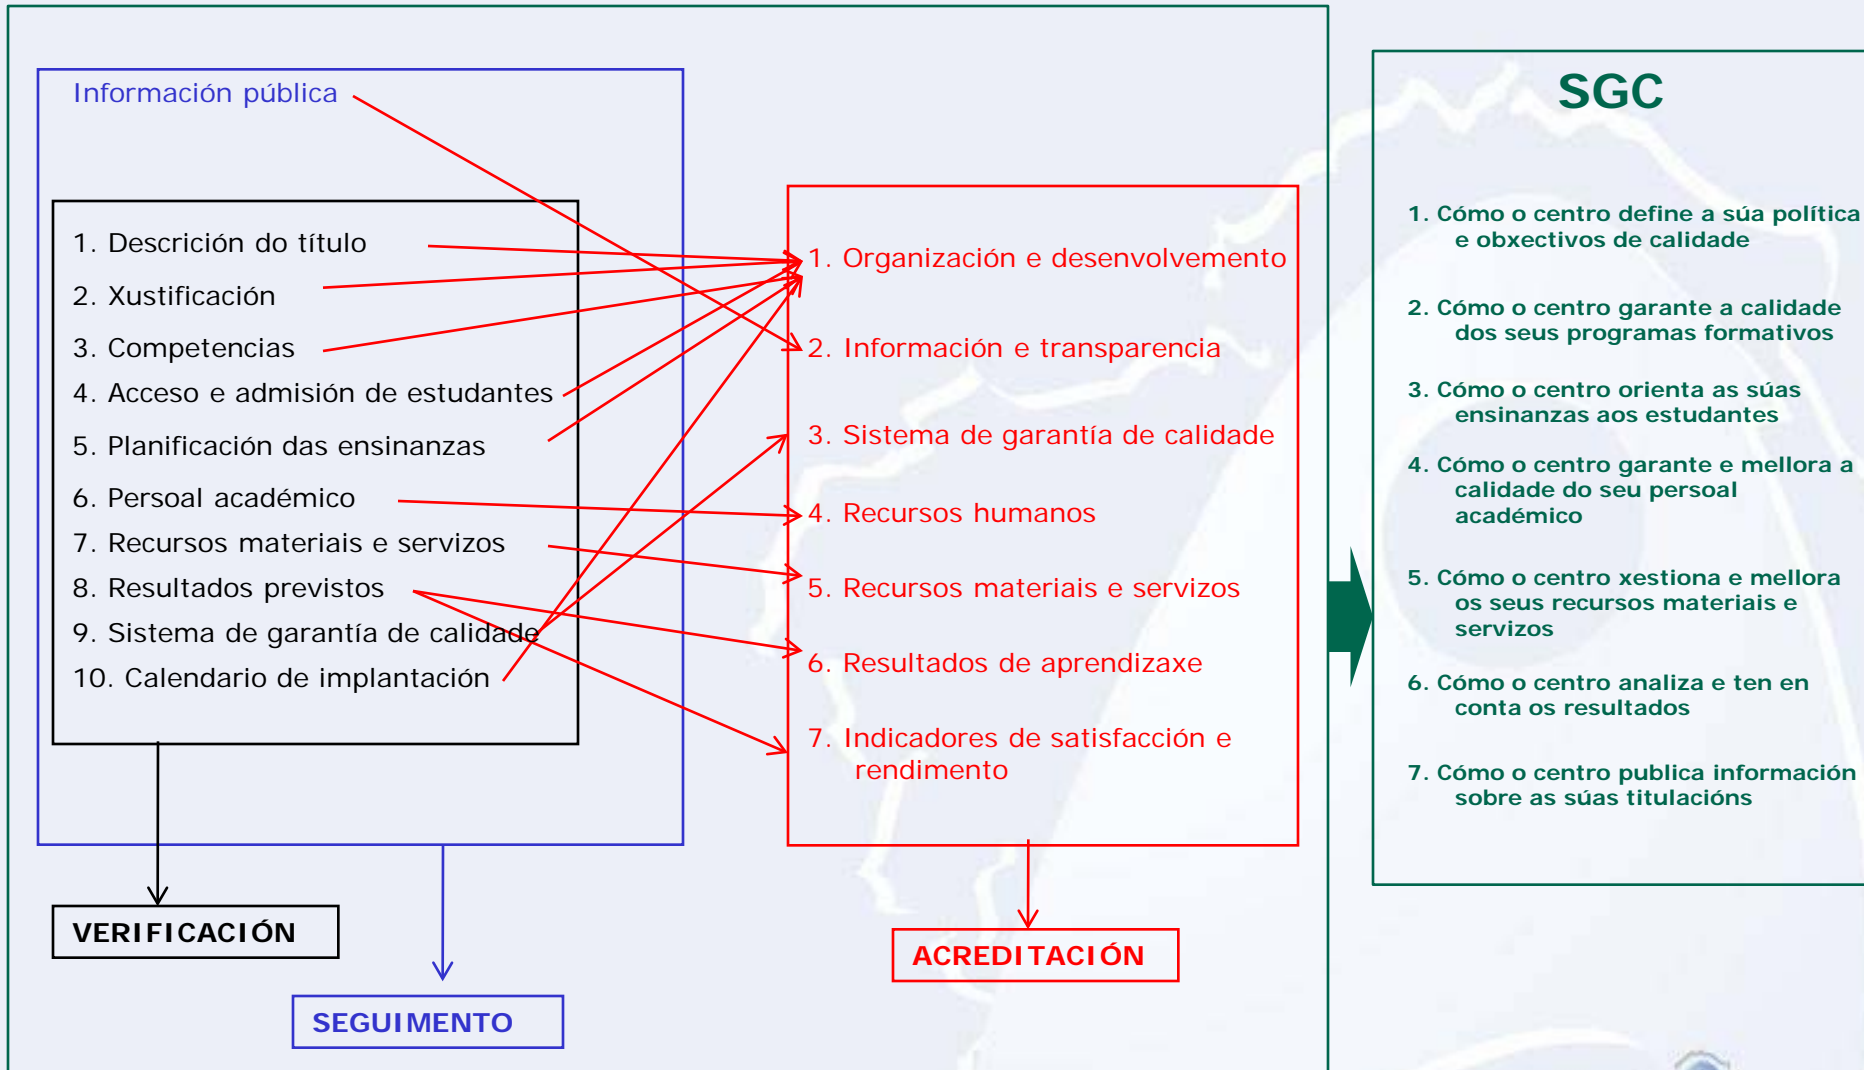 Información pública
1. Descrición do título
2. Xustificación
3. Competencias
4. Acceso e admisión de estudantes
5. Planificación das ensinanzas
6. Persoal académico
7. Recursos materiais e servizos
8. Resultados previstos
9. Sistema de garantía de calidade
10. Calendario de implantación
VERIFICACIÓN
SEGUIMENTO
1. Organización e desenvolvemento
2. Información e transparencia
3. Sistema de garantía de calidade
4. Recursos humanos
5. Recursos materiais e servizos
6. Resultados de aprendizaxe
7. Indicadores de satisfacción e
rendimento
ACREDITACIÓN
SGC
1. Cómo o centro define a súa política
e obxectivos de calidade
2. Cómo o centro garante a calidade
dos seus programas formativos
3. Cómo o centro orienta as súas
ensinanzas aos estudantes
4. Cómo o centro garante e mellora a
calidade do seu persoal
académico
5. Cómo o centro xestiona e mellora
os seus recursos materiais e
servizos
6. Cómo o centro analiza e ten en
conta os resultados
7. Cómo o centro publica información
sobre as súas titulacións